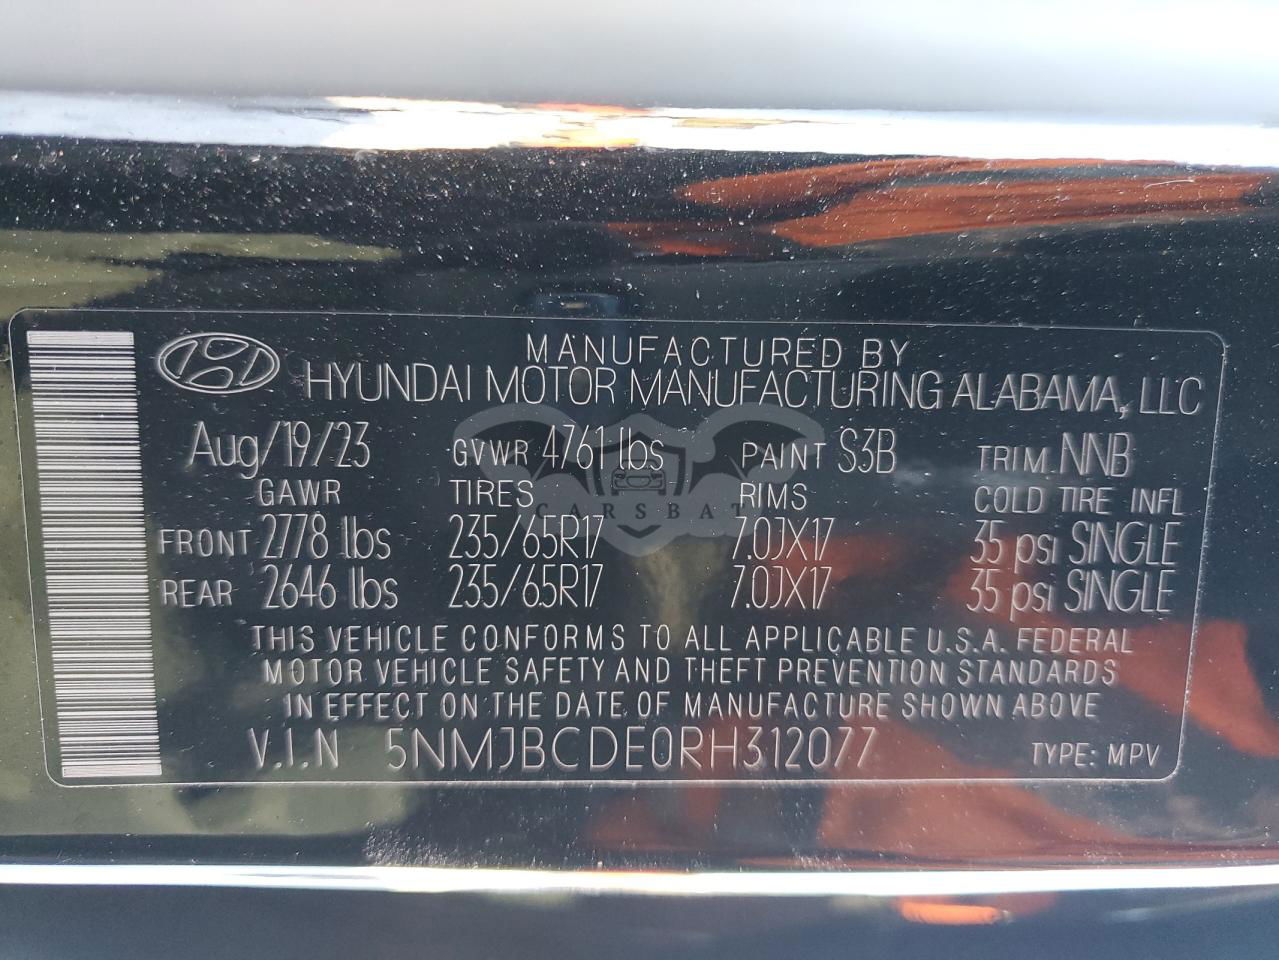 MANUFACTURED BY
HYUNDAI MOTOR MANUFACTURING ALABAMA, LLC
Aug/19/23 GVWR 4761 lbs PAINT S3B TRIM NNB
GAWR TIRES RIMS COLD TIRE INFL
CARSBAT
FRONT 2778 lbs 235/65R17 7.0JX17 35 psi SINGLE
REAR 2646 lbs 235/65R17 7.0JX17 35 psi SINGLE
THIS VEHICLE CONFORMS TO ALL APPLICABLE U.S.A. FEDERAL
MOTOR VEHICLE SAFETY AND THEFT PREVENTION STANDARDS
IN EFFECT ON THE DATE OF MANUFACTURE SHOWN ABOVE
V.I.N 5NMJBCDE0RH312077 TYPE: MPV